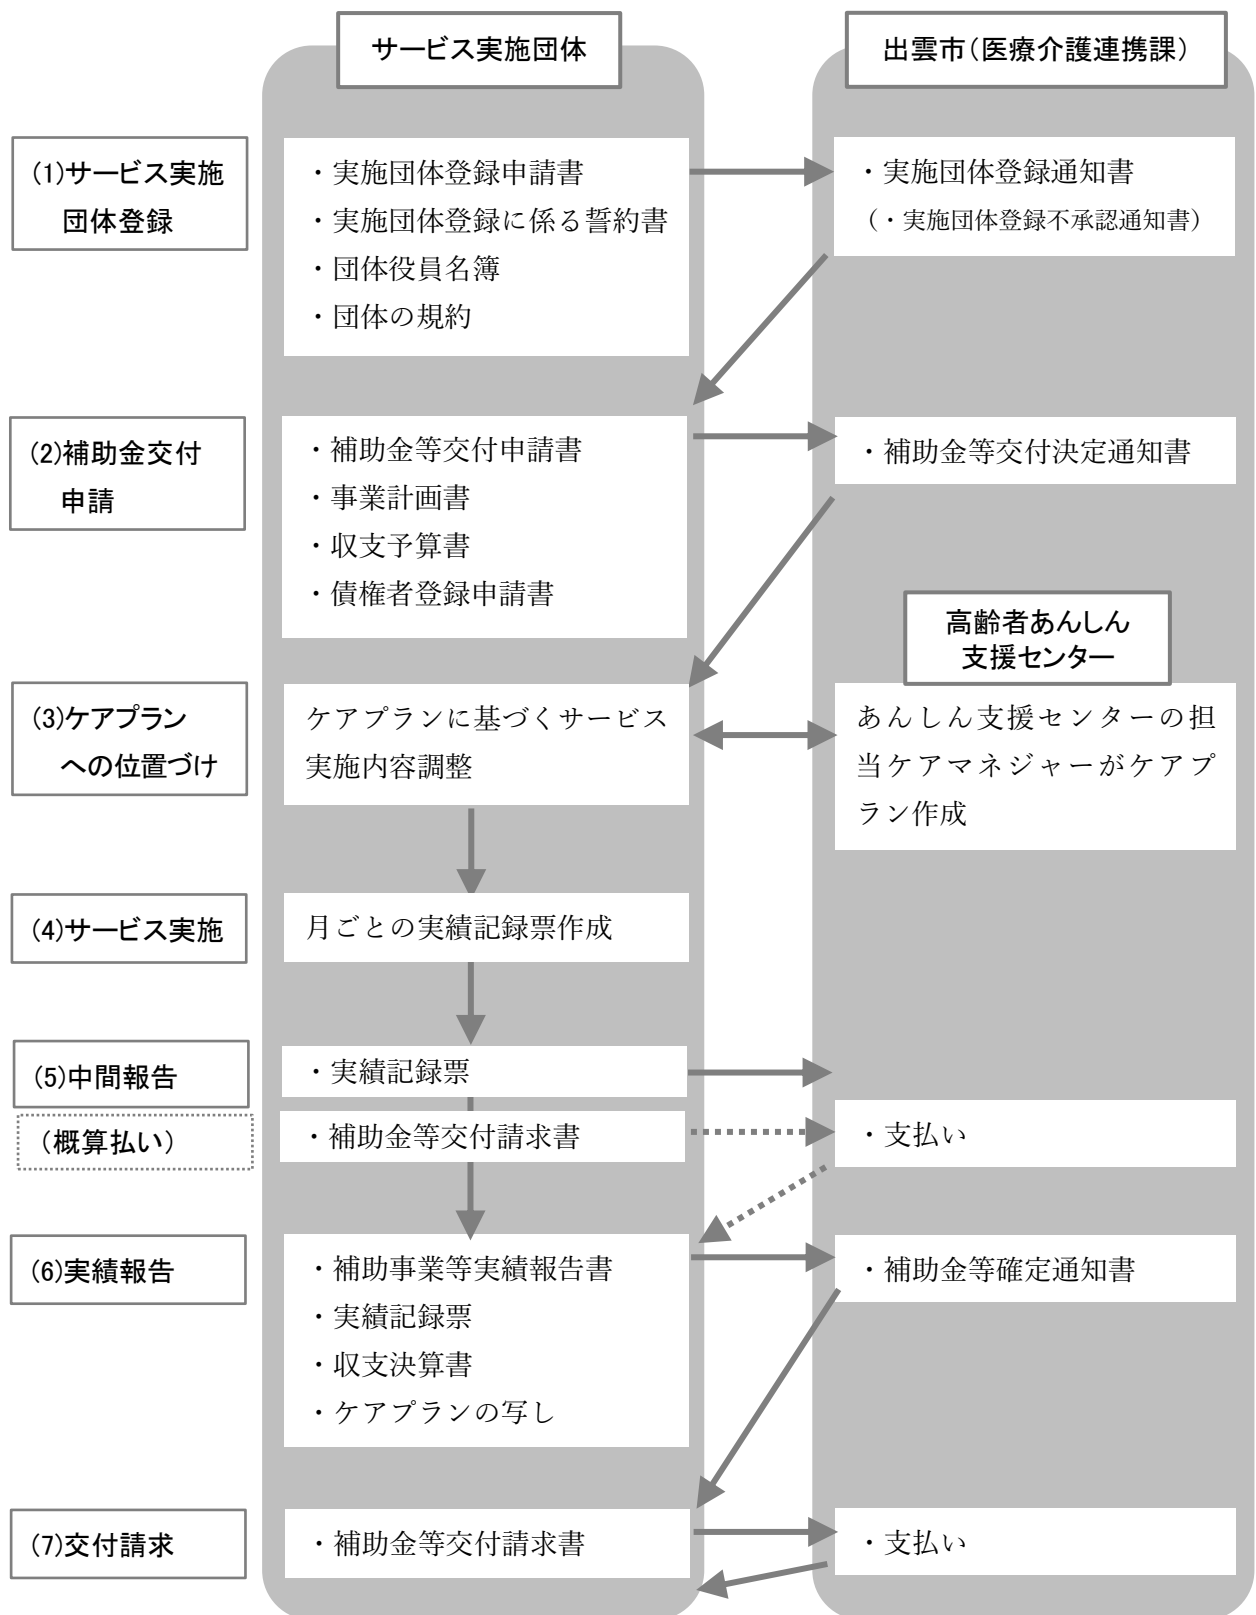 サービス実施団体
出雲市（医療介護連携課）
(1)サービス実施
団体登録
・実施団体登録申請書
・実施団体登録に係る誓約書
・団体役員名簿
・団体の規約
・実施団体登録通知書
（・実施団体登録不承認通知書）
(2)補助金交付
申請
・補助金等交付申請書
・事業計画書
・収支予算書
・債権者登録申請書
・補助金等交付決定通知書
高齢者あんしん
支援センター
(3)ケアプラン
への位置づけ
ケアプランに基づくサービス
実施内容調整
あんしん支援センターの担
当ケアマネジャーがケアプ
ラン作成
(4)サービス実施
月ごとの実績記録票作成
(5)中間報告
・実績記録票
（概算払い）
・補助金等交付請求書
・支払い
(6)実績報告
・補助事業等実績報告書
・実績記録票
・収支決算書
・ケアプランの写し
・補助金等確定通知書
(7)交付請求
・補助金等交付請求書
・支払い